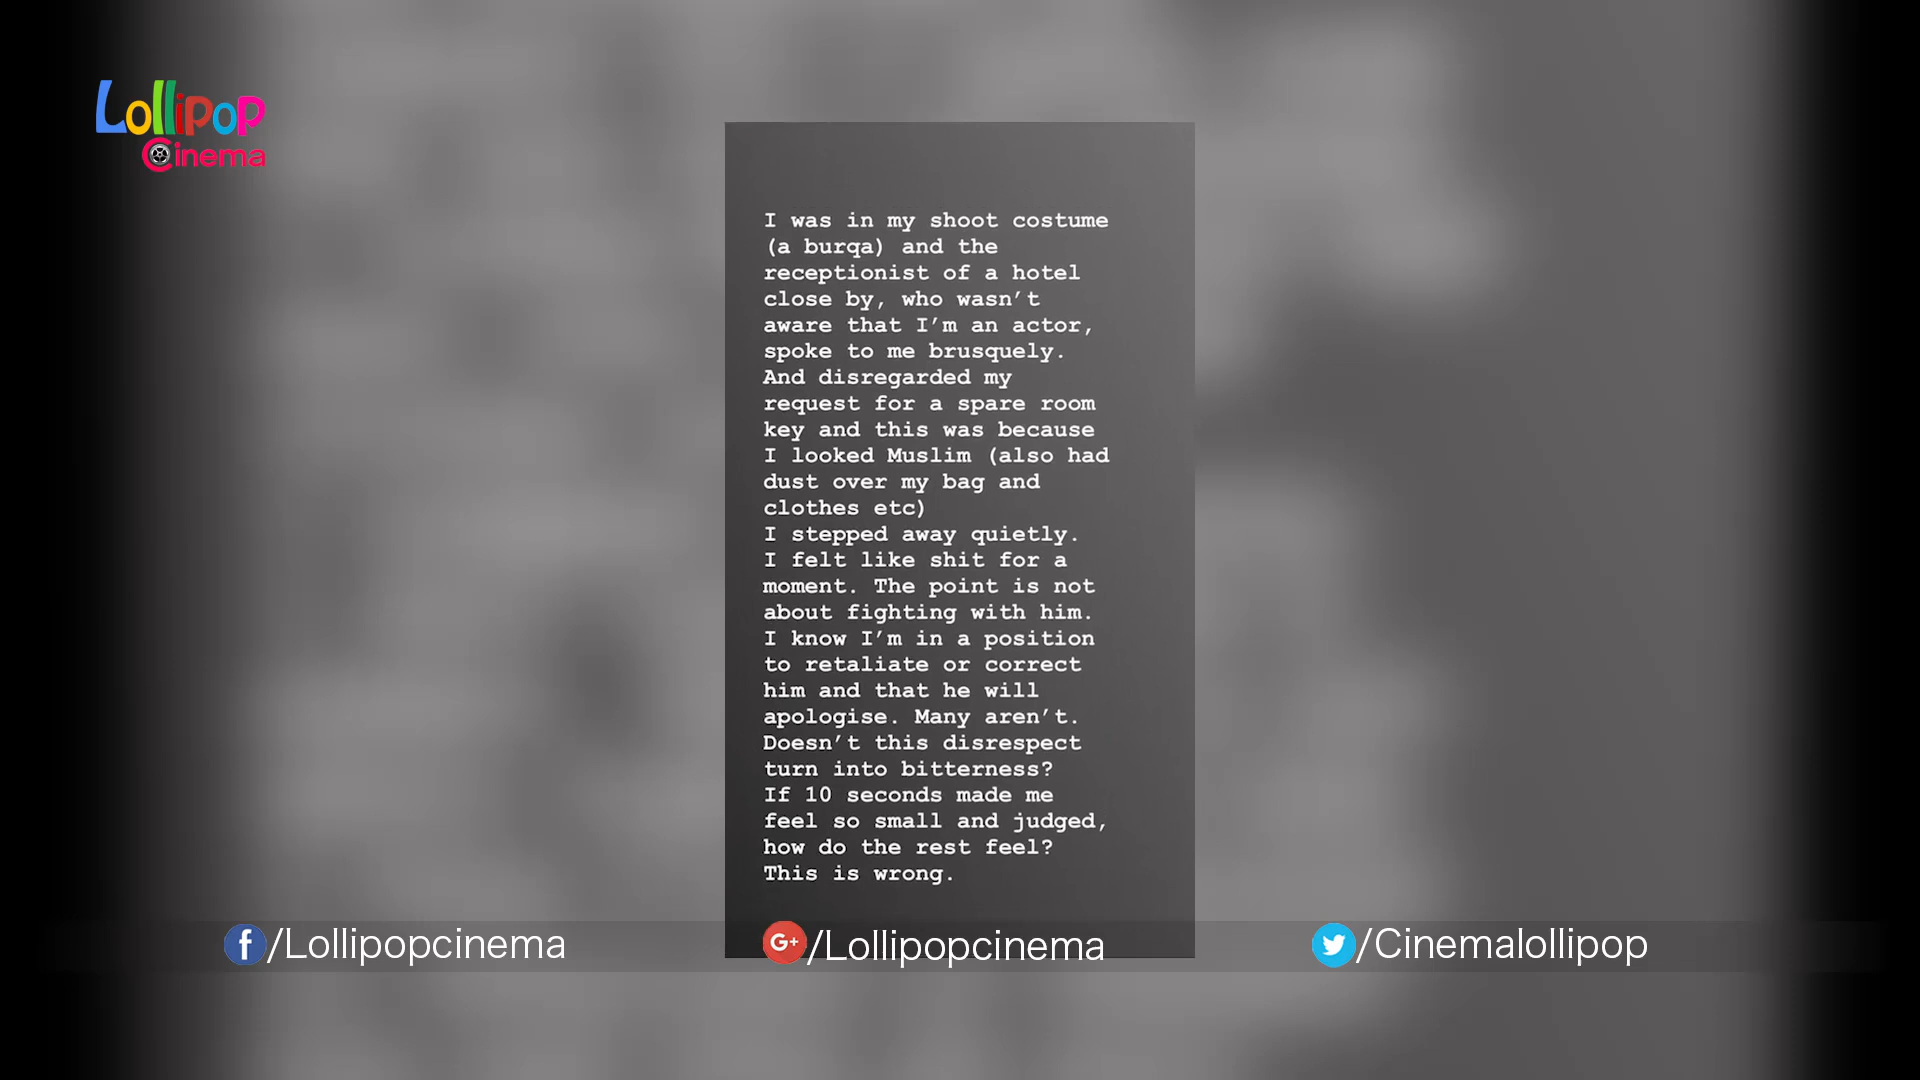 Lollipop
Cinema
I was in my shoot costume
(a burqa) and the
receptionist of a hotel
close by, who wasn’t
aware that I’m an actor,
spoke to me brusquely.
And disregarded my
request for a spare room
key and this was because
I looked Muslim (also had
dust over my bag and
clothes etc)
I stepped away quietly.
I felt like shit for a
moment. The point is not
about fighting with him.
I know I’m in a position
to retaliate or correct
him and that he will
apologise. Many aren’t.
Doesn’t this disrespect
turn into bitterness?
If 10 seconds made me
feel so small and judged,
how do the rest feel?
This is wrong.
f/Lollipopcinema G+/Lollipopcinema /Cinemalollipop